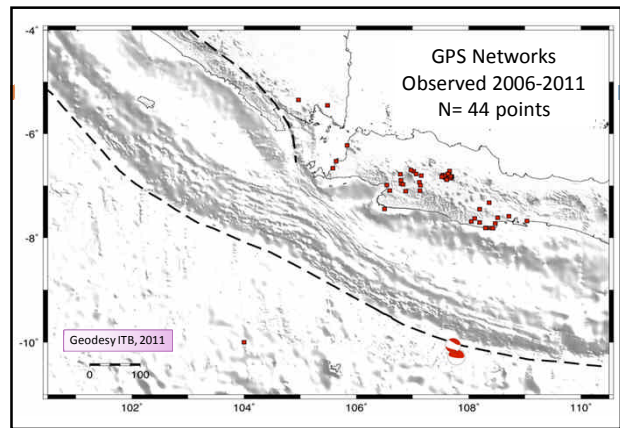 GPS Networks
Observed 2006-2011
N= 44 points
-4˚
-6˚
-8˚
-10˚
Geodesy ITB, 2011
0 100
102˚ 104˚ 106˚ 108˚ 110˚